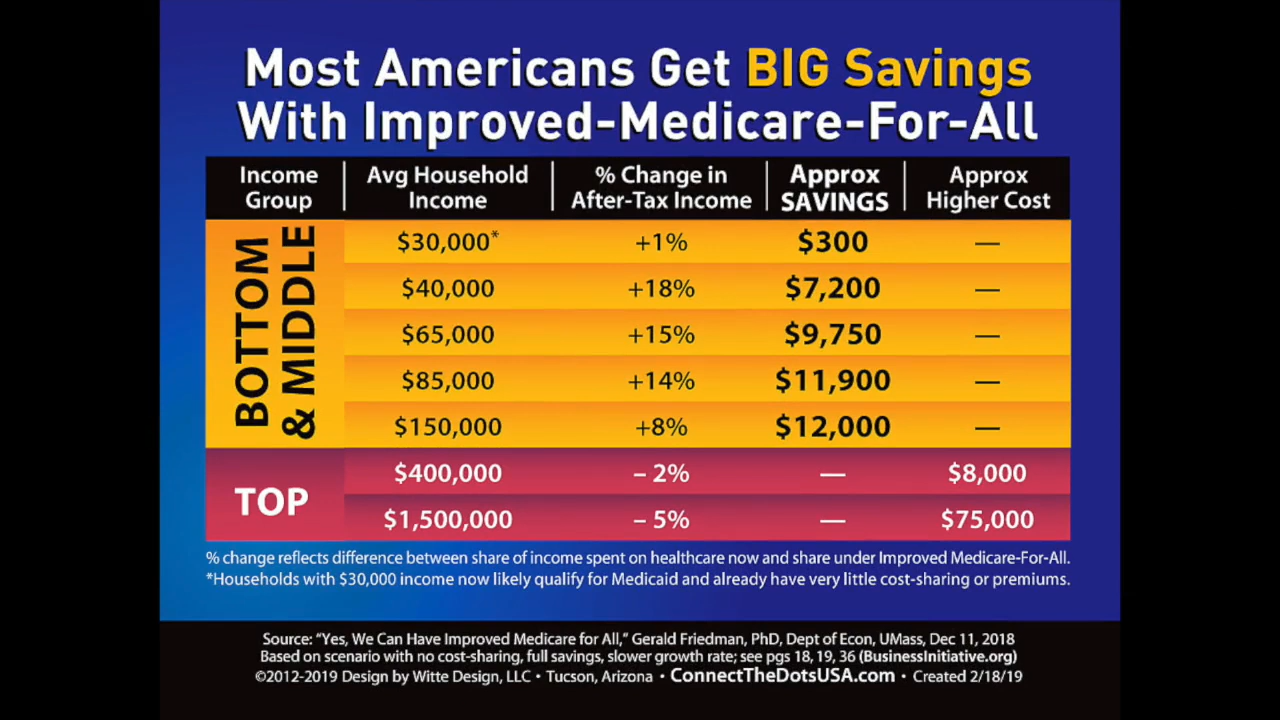 Most Americans Get BIG Savings
With Improved-Medicare-For-All
Income Group | Avg Household Income | % Change in After-Tax Income | Approx SAVINGS | Approx Higher Cost
BOTTOM & MIDDLE
$30,000* +1% $300 —
$40,000 +18% $7,200 —
$65,000 +15% $9,750 —
$85,000 +14% $11,900 —
$150,000 +8% $12,000 —
TOP
$400,000 – 2% — $8,000
$1,500,000 – 5% — $75,000
% change reflects difference between share of income spent on healthcare now and share under Improved Medicare-For-All.
*Households with $30,000 income now likely qualify for Medicaid and already have very little cost-sharing or premiums.
Source: “Yes, We Can Have Improved Medicare for All,” Gerald Friedman, PhD, Dept of Econ, UMass, Dec 11, 2018
Based on scenario with no cost-sharing, full savings, slower growth rate; see pgs 18, 19, 36 (BusinessInitiative.org)
©2012-2019 Design by Witte Design, LLC • Tucson, Arizona • ConnectTheDotsUSA.com • Created 2/18/19